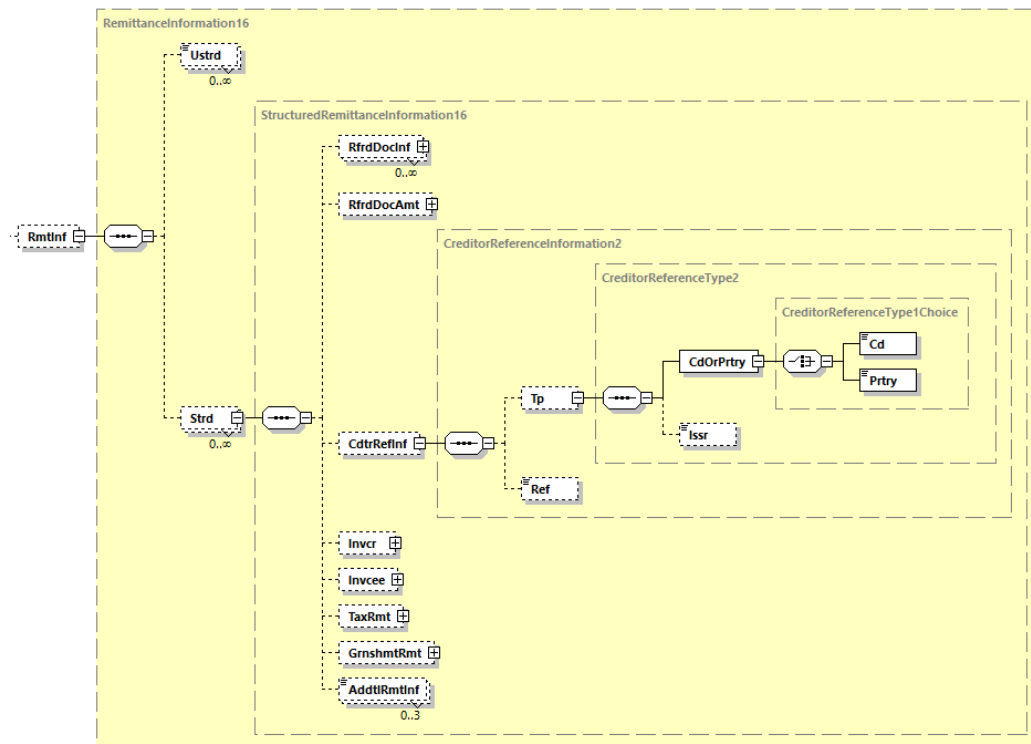 RemittanceInformation16
Ustrd
0..∞
StructuredRemittanceInformation16
RfrdDocInf
0..∞
RfrdDocAmt
RmtInf
CreditorReferenceInformation2
CreditorReferenceType2
CreditorReferenceType1Choice
Cd
CdOrPrtry
Prtry
Tp
Strd
0..∞
CdtrRefInf
Issr
Ref
Invcr
Invcee
TaxRmt
GrnshmtRmt
AddtlRmtInf
0..3